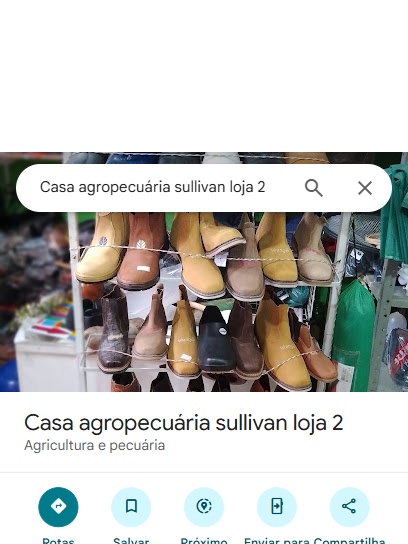 Casa agropecuária sullivan loja 2
Casa agropecuária sullivan loja 2
Agricultura e pecuária
Rotas
Salvar
Próximo
Enviar para
Compartilha